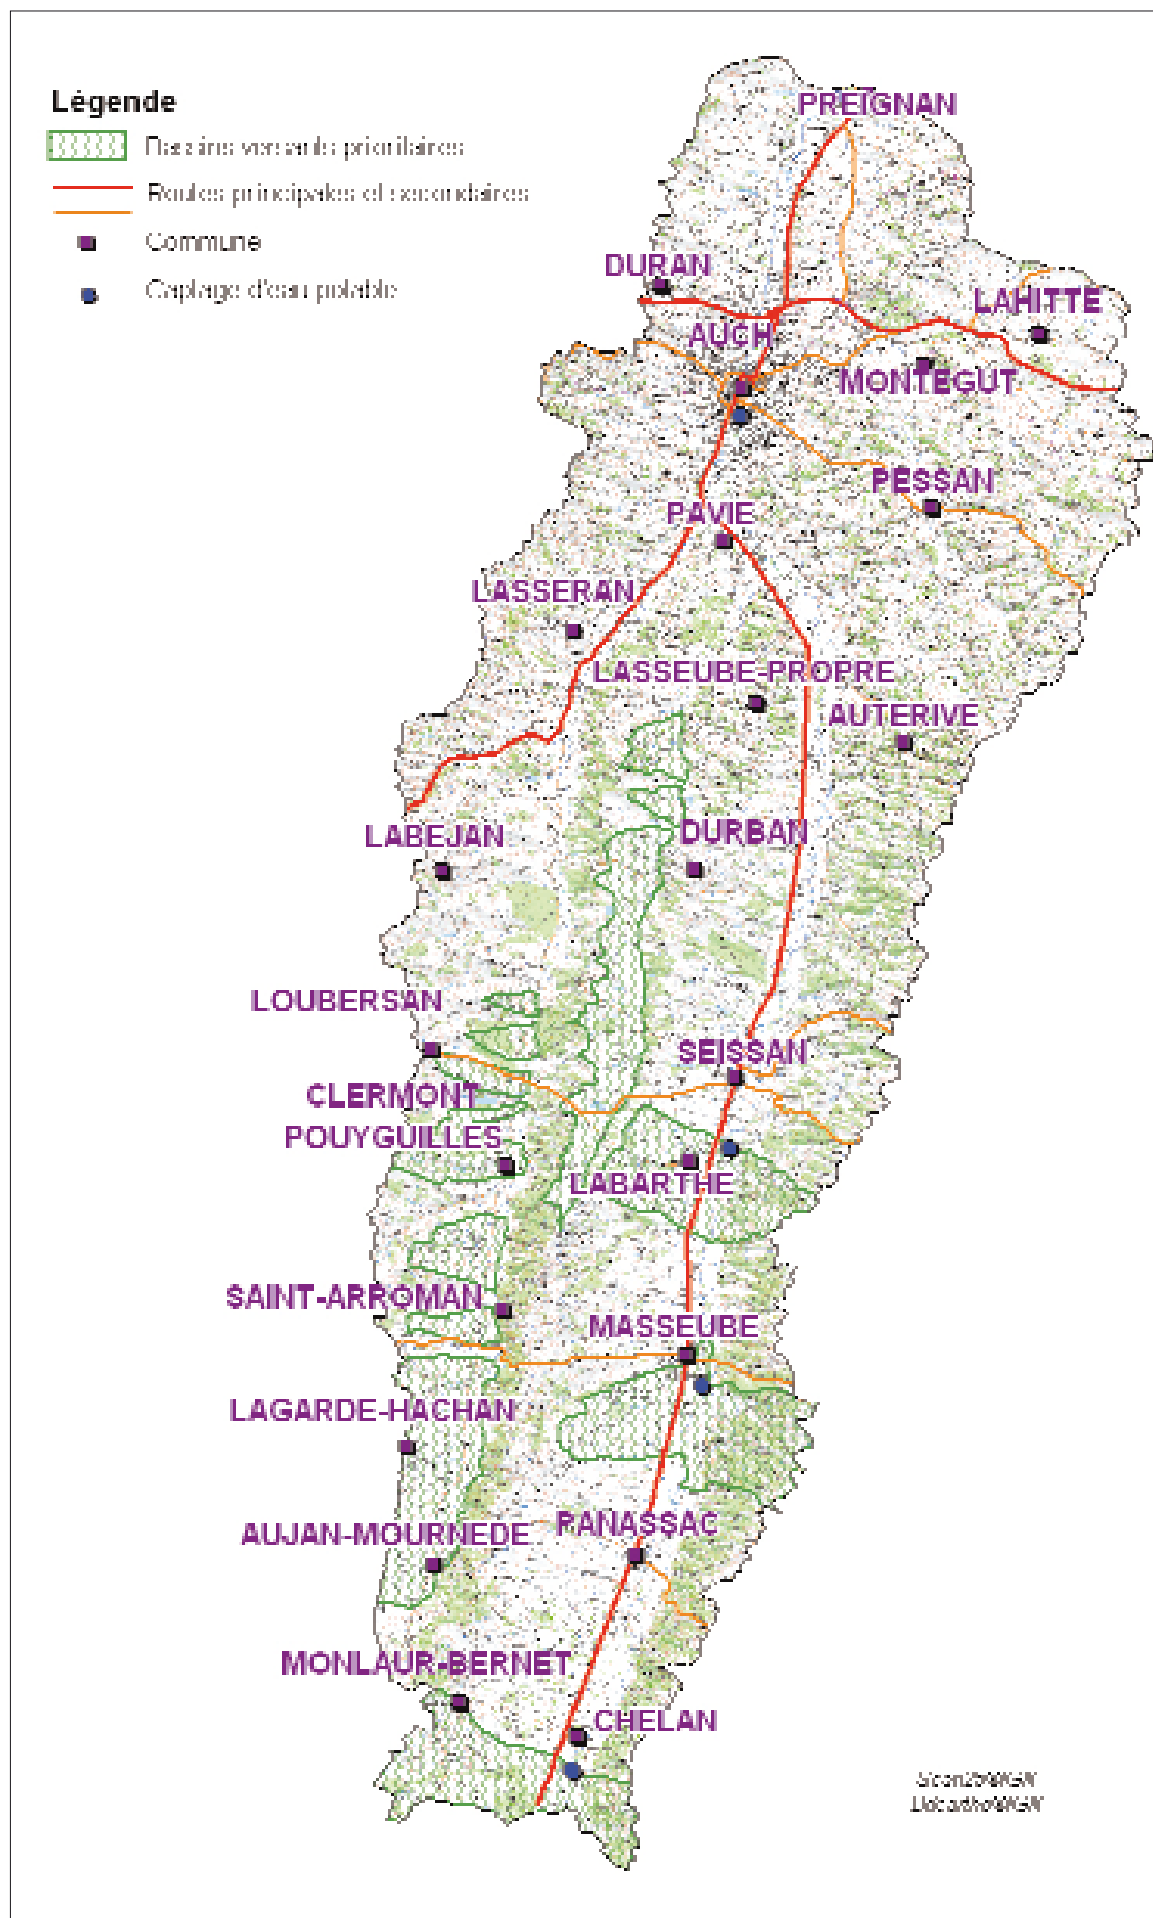 Légende
PREIGNAN
Bassins versants prioritaires
Routes principales et secondaires
Commune
Captage d'eau potable
DURAN
LAHITTE
AUCH
MONTEGUT
PESSAN
PAVIE
LASSERAN
LASSEUBE-PROPRE
AUTERIVE
LABEJAN
DURBAN
LOUBERSAN
SEISSAN
CLERMONT
POUYGUILLES
LABARTHE
SAINT-ARROMAN
MASSEUBE
LAGARDE-HACHAN
AUJAN-MOURNEDE
PANASSAC
MONLAUR-BERNET
CHELAN